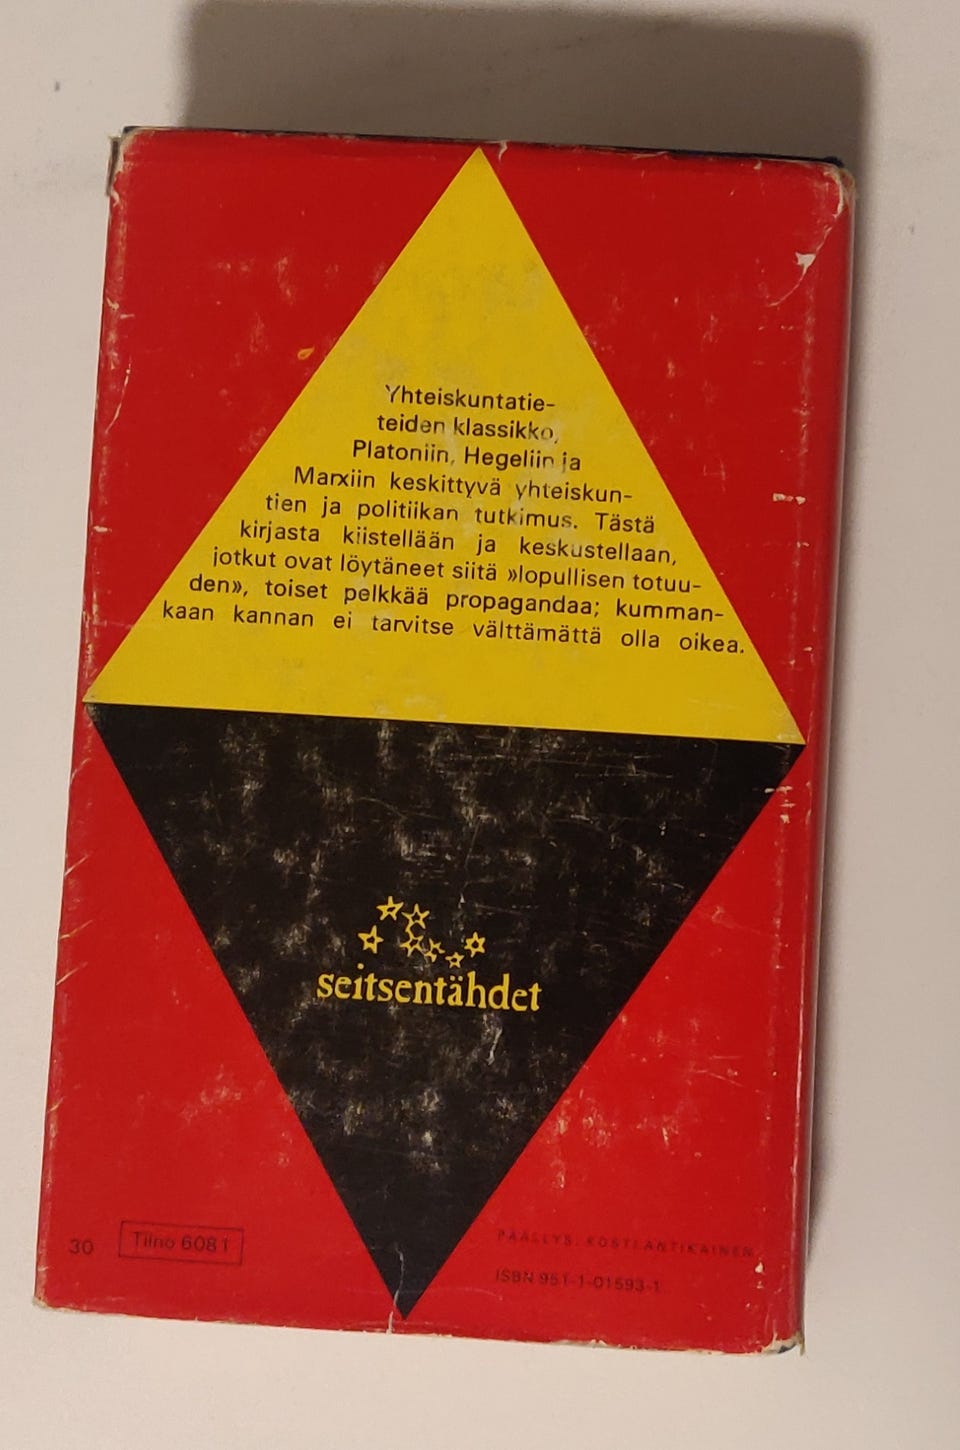 Yhteiskuntatie-
teiden klassikko,
Platoniin, Hegeliin ja
Marxiin keskittyvä yhteiskun-
tien ja politiikan tutkimus. Tästä
kirjasta kiistellään ja keskustellaan,
jotkut ovat löytäneet siitä »lopullisen totuu-
den», toiset pelkkää propagandaa; kumman-
kaan kannan ei tarvitse välttämättä olla oikea.
seitsentähdet
30
Tilno 6081
PÄÄLLYS: KOSTI ANTIKAINEN
ISBN 951-1-01593-1